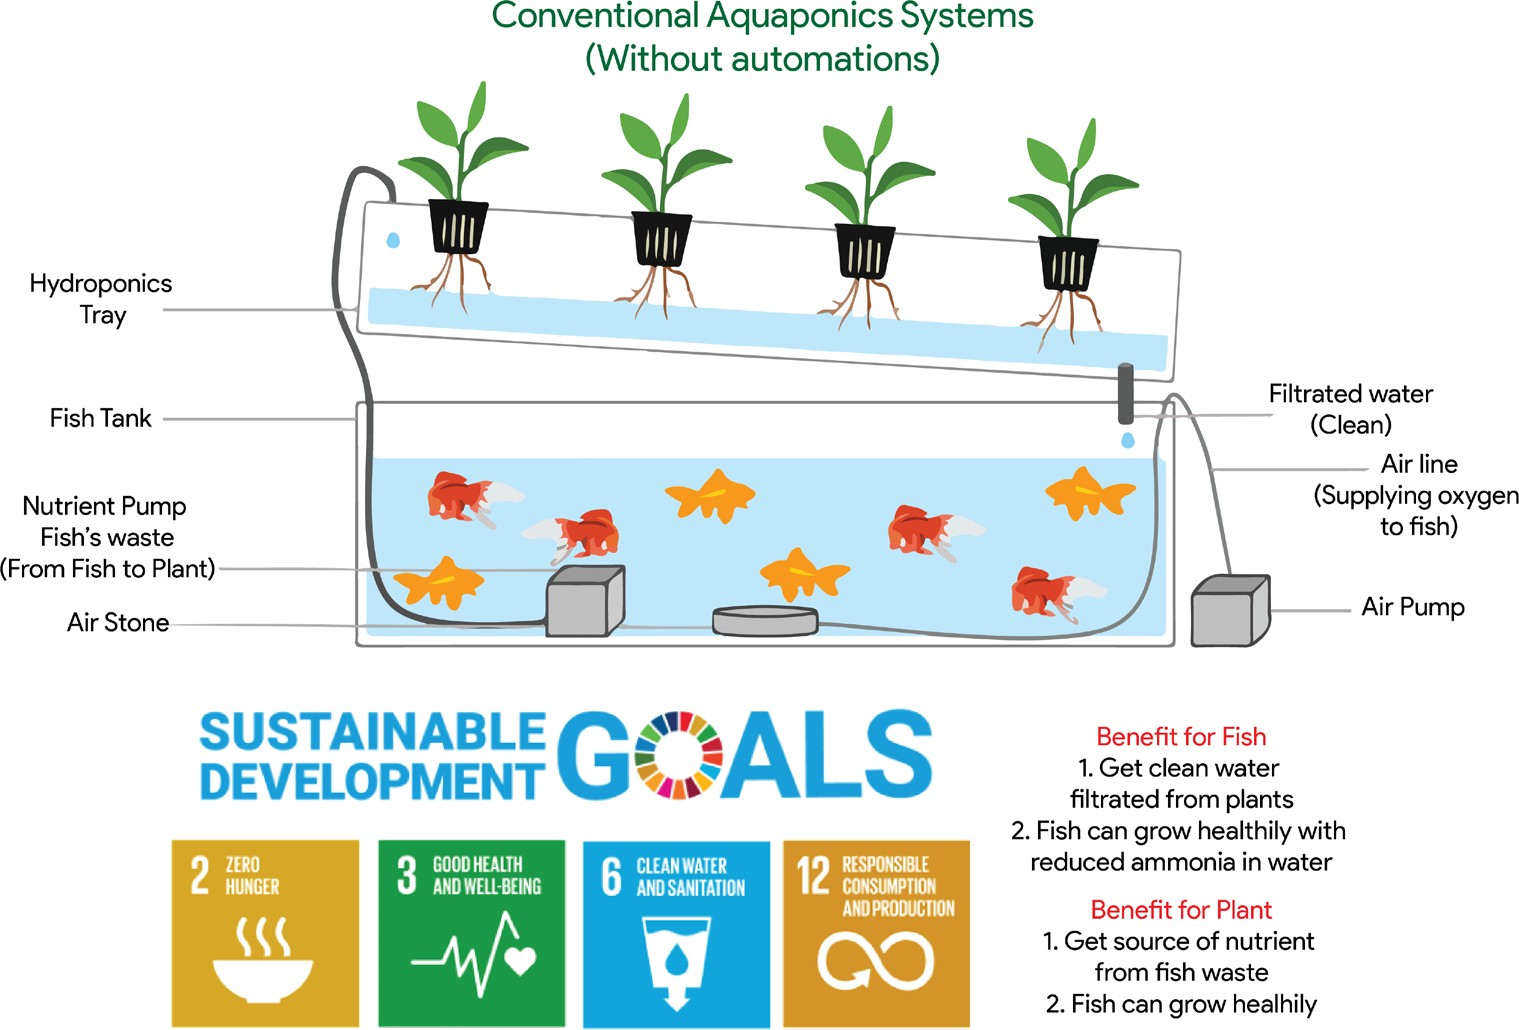 Conventional Aquaponics Systems
(Without automations)
Hydroponics
Tray
Fish Tank
Nutrient Pump
Fish's waste
(From Fish to Plant)
Air Stone
Filtrated water
(Clean)
Air line
(Supplying oxygen
to fish)
Air Pump
SUSTAINABLE
DEVELOPMENT
GOALS
2 ZERO
HUNGER
3 GOOD HEALTH
AND WELL-BEING
6 CLEAN WATER
AND SANITATION
12 RESPONSIBLE
CONSUMPTION
AND PRODUCTION
Benefit for Fish
1. Get clean water
filtrated from plants
2. Fish can grow healthily with
reduced ammonia in water
Benefit for Plant
1. Get source of nutrient
from fish waste
2. Fish can grow healhily